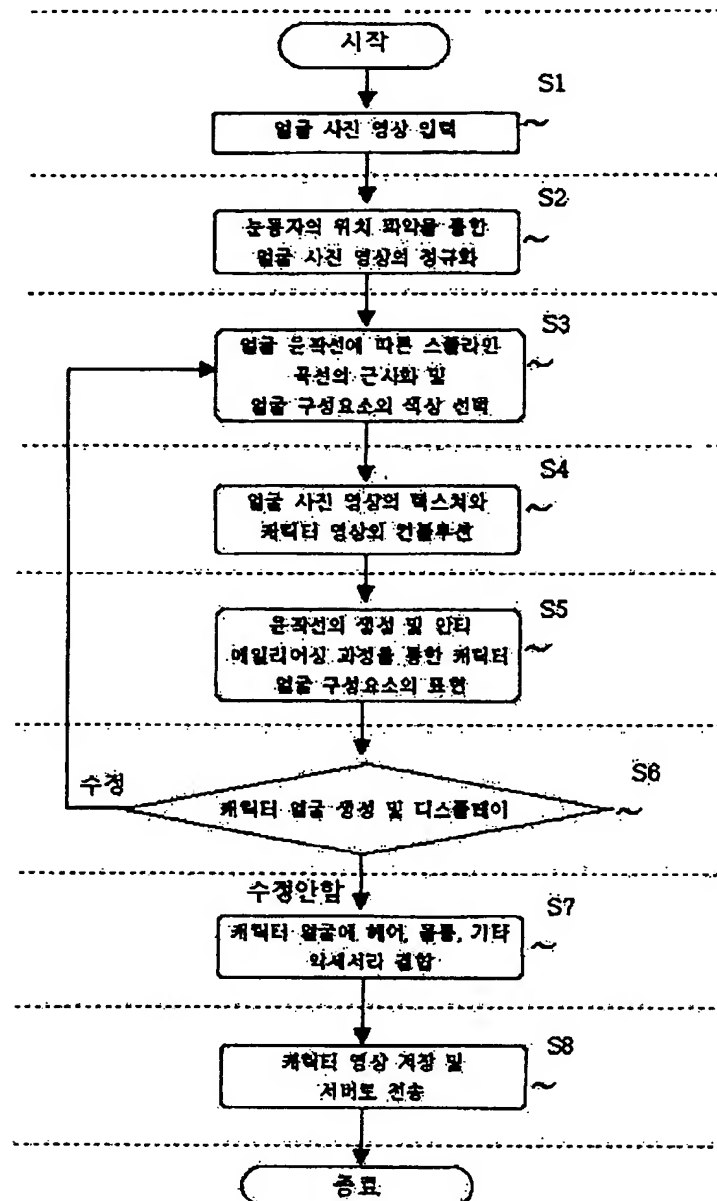 시작
S1
얼굴 사진 영상 입력
S2
눈동자의 위치 파악을 통한
얼굴 사진 영상의 정규화
S3
얼굴 윤곽선에 따른 스플라인
곡선의 근사화 및
얼굴 구성요소의 색상 선택
S4
얼굴 사진 영상의 텍스쳐와
캐릭터 영상의 컨볼루션
S5
윤곽선의 생성 및 안티
에일리어싱 과정을 통한 캐릭터
얼굴 구성요소의 표현
S6
수정
캐릭터 얼굴 생성 및 디스플레이
수정안함
S7
캐릭터 얼굴에 헤어, 몸통, 기타
악세서리 결합
S8
캐릭터 영상 저장 및
서버로 전송
종료